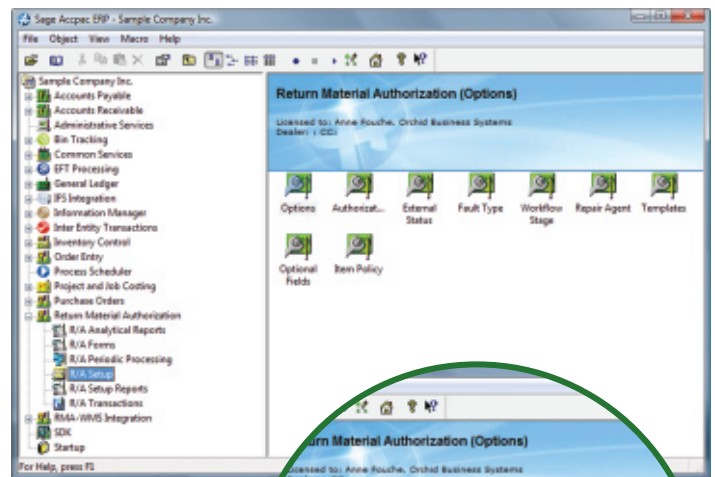 Sage Accpac ERP - Sample Company Inc.
File Object View Macro Help
Sample Company Inc.
Accounts Payable
Accounts Receivable
Administrative Services
Bin Tracking
Common Services
EFT Processing
General Ledger
IPS Integration
Information Manager
Inter Entity Transactions
Inventory Control
Order Entry
Process Scheduler
Project and Job Costing
Purchase Orders
Return Material Authorization
R/A Analytical Reports
R/A Forms
R/A Periodic Processing
R/A Setup
R/A Setup Reports
R/A Transactions
RMA-WMS Integration
SDK
Startup
For Help, press F1
Return Material Authorization (Options)
Licensed to: Anne Fouche, Orchid Business Systems
Dealer: : CC:
Options Authorizat... External Status Fault Type Workflow Stage Repair Agent Templates
Optional Fields Item Policy
urn Material Authorization (Options)
icensed to: Anne Fouche, Orchid Business Systems